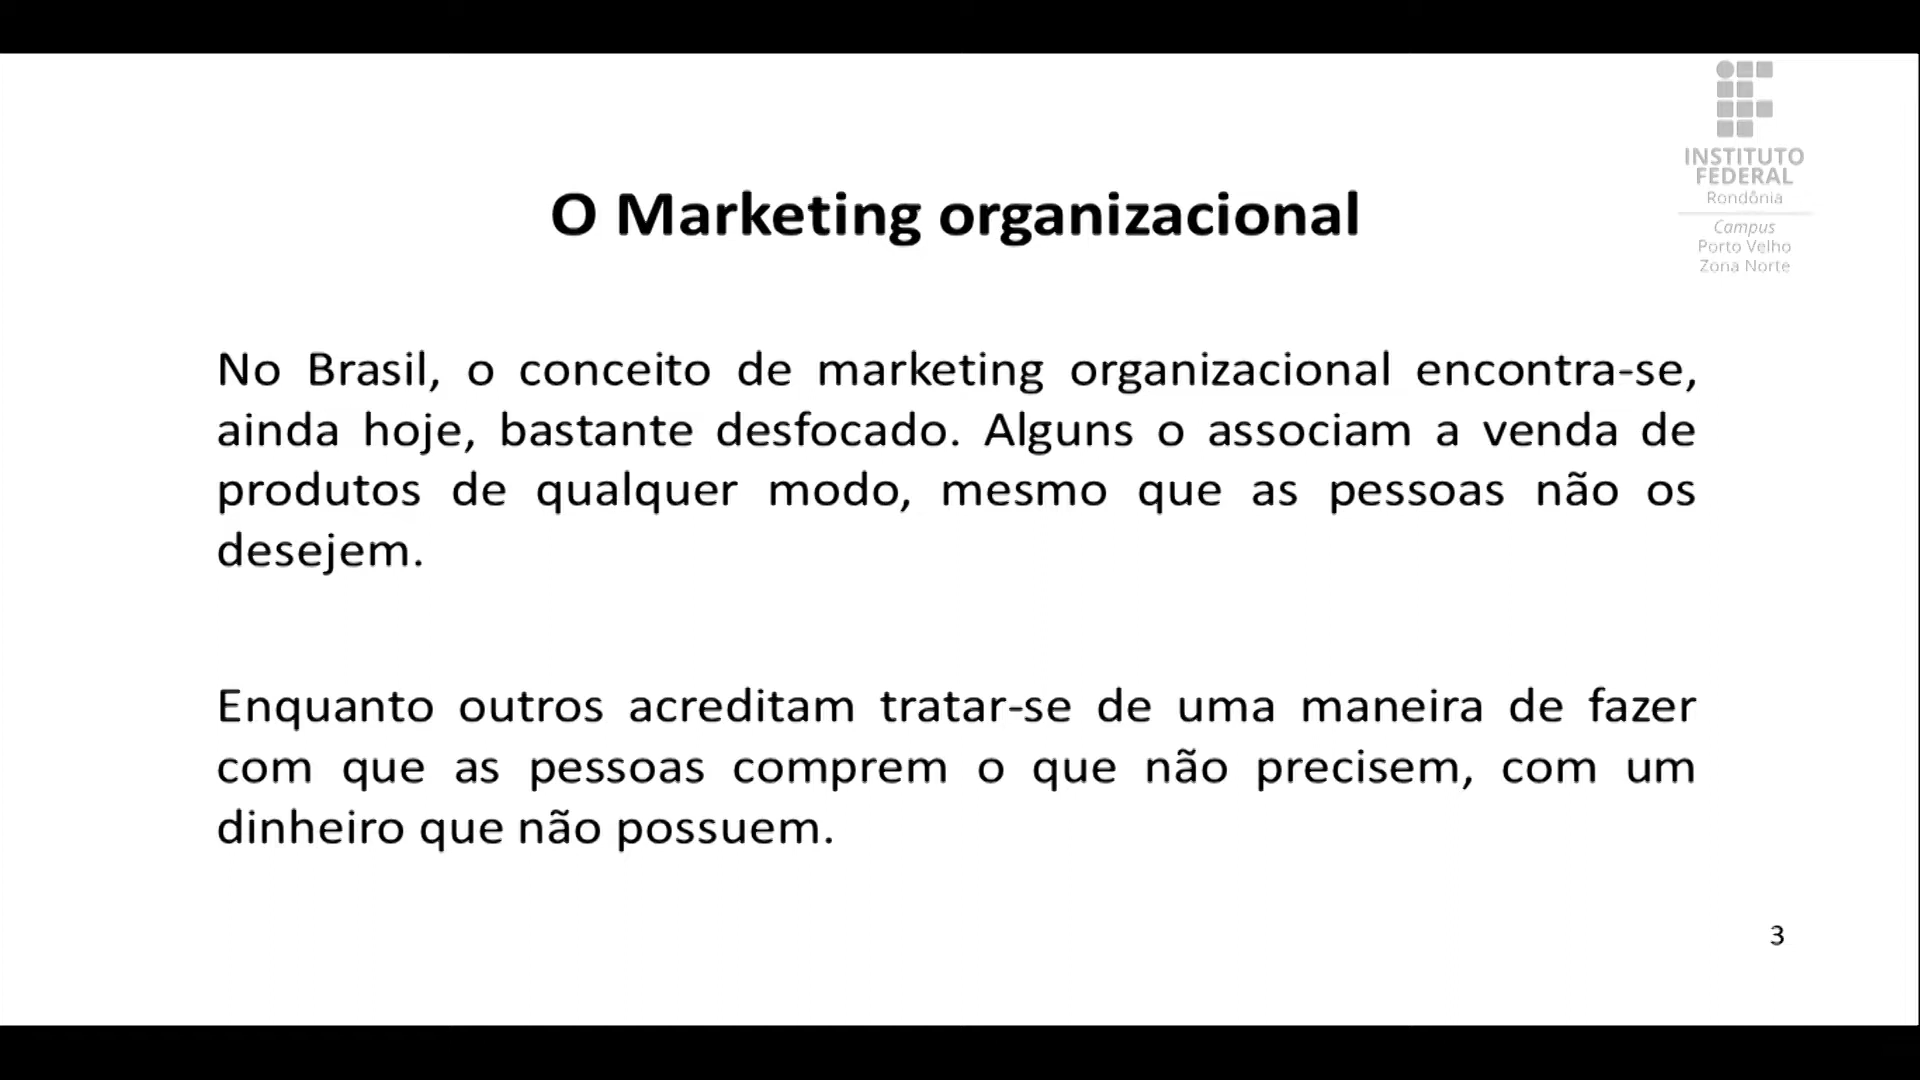 INSTITUTO
FEDERAL
Rondônia
Campus
Porto Velho
Zona Norte
O Marketing organizacional
No Brasil, o conceito de marketing organizacional encontra-se,
ainda hoje, bastante desfocado. Alguns o associam a venda de
produtos de qualquer modo, mesmo que as pessoas não os
desejem.
Enquanto outros acreditam tratar-se de uma maneira de fazer
com que as pessoas comprem o que não precisem, com um
dinheiro que não possuem.
3